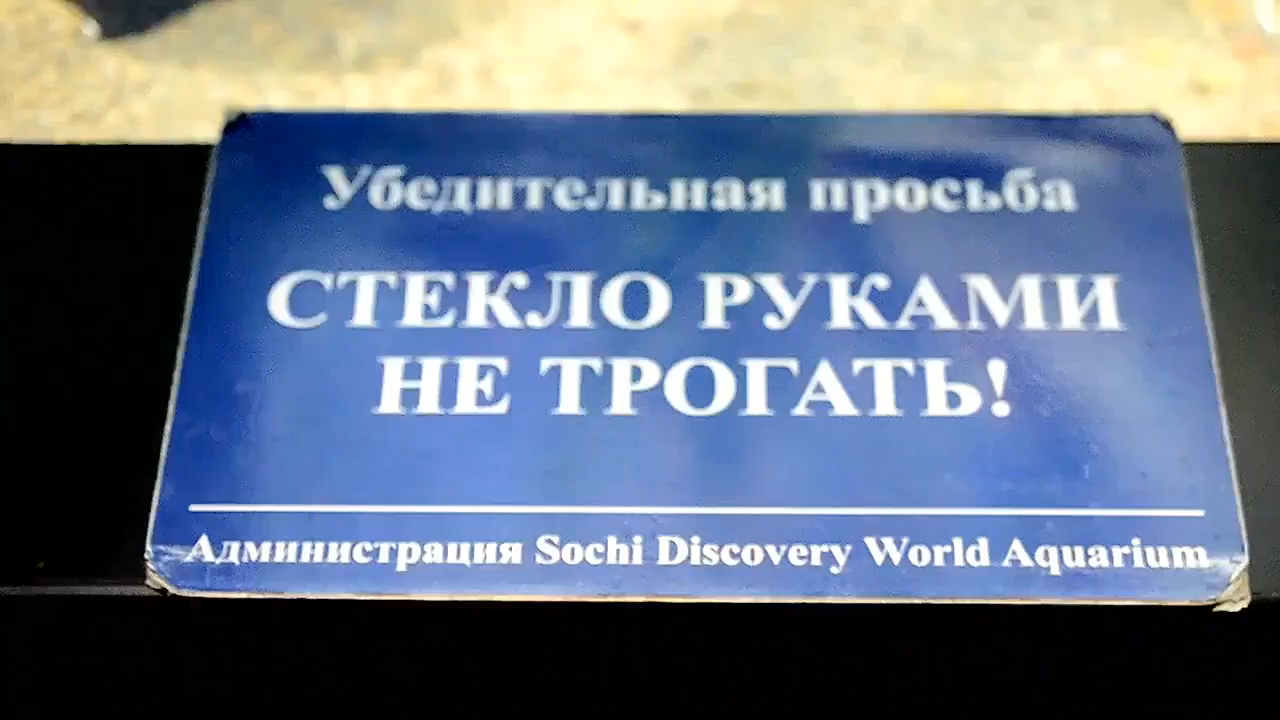 Убедительная просьба
СТЕКЛО РУКАМИ
НЕ ТРОГАТЬ!
Администрация Sochi Discovery World Aquarium